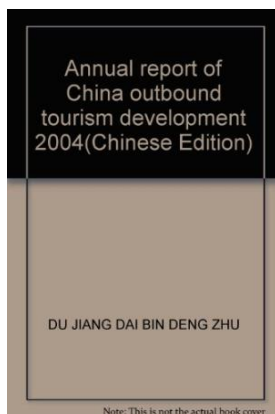 Annual report of
China outbound
tourism development
2004(Chinese Edition)
DU JIANG DAI BIN DENG ZHU
Note: This is not the actual book cover